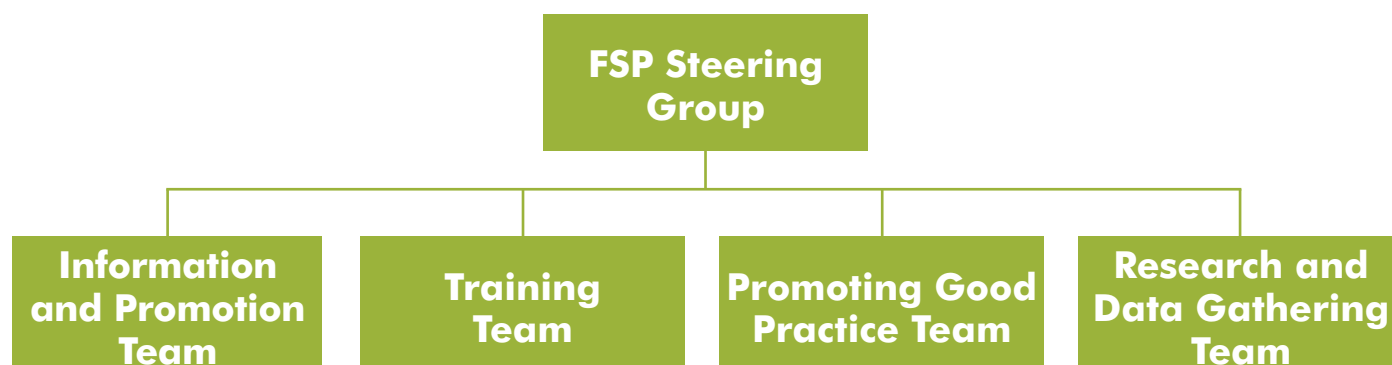 FSP Steering
Group
Information
and Promotion
Team
Training
Team
Promoting Good
Practice Team
Research and
Data Gathering
Team